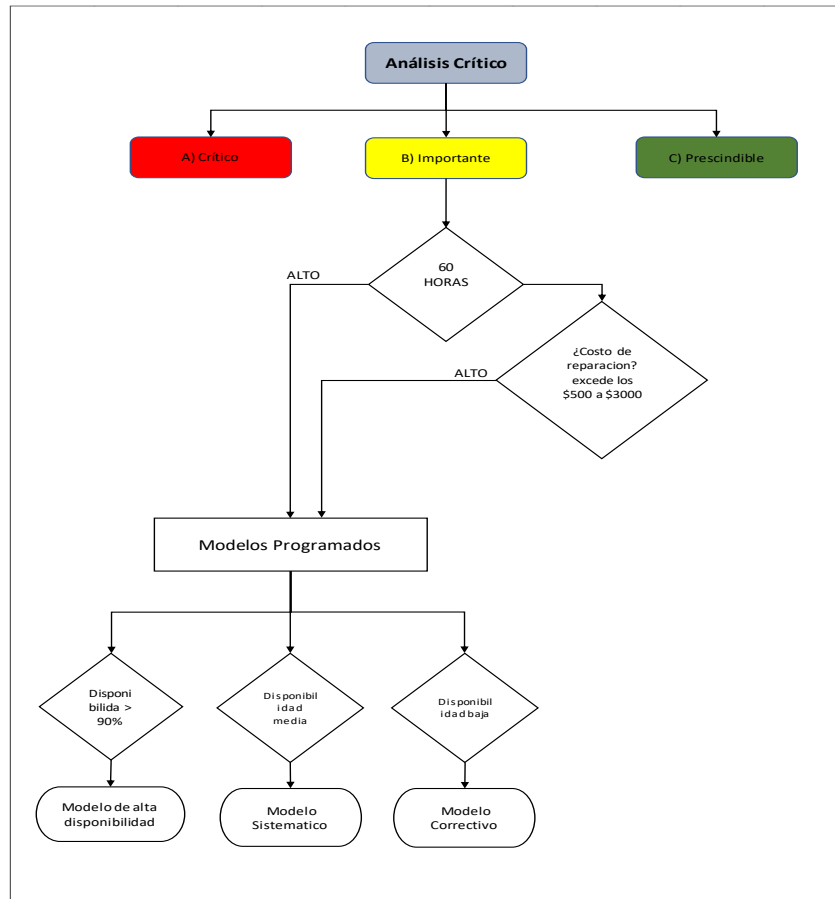 Análisis Crítico
A) Crítico
B) Importante
C) Prescindible
60
HORAS
ALTO
¿Costo de
reparacion?
excede los
$500 a $3000
ALTO
Modelos Programados
Disponi
bilida >
90%
Disponibil
idad
media
Disponibil
idad baja
Modelo de alta
disponibilidad
Modelo
Sistematico
Modelo
Correctivo